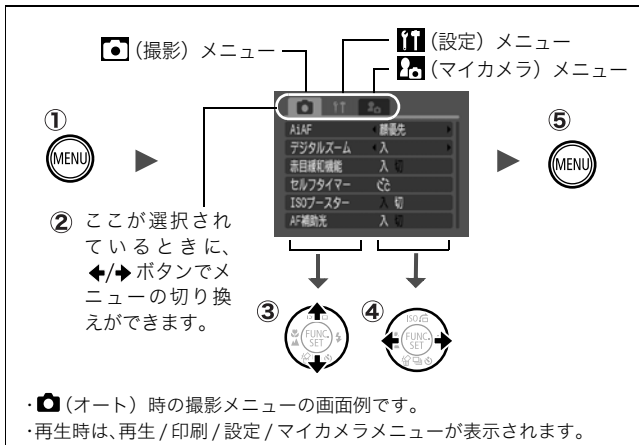 (撮影)メニュー
(設定)メニュー
(マイカメラ)メニュー
①
MENU
②ここが選択され
ているときに、
/ ボタンでメ
ニューの切り換
えができます。
AiAF 顔優先
デジタルズーム 入
赤目緩和機能 入 切
セルフタイマー
ISOブースター 入 切
AF補助光 入 切
⑤
MENU
③
FUNC.
SET
④
ISO
FUNC.
SET
・ (オート)時の撮影メニューの画面例です。
・再生時は、再生/印刷/設定/マイカメラメニューが表示されます。